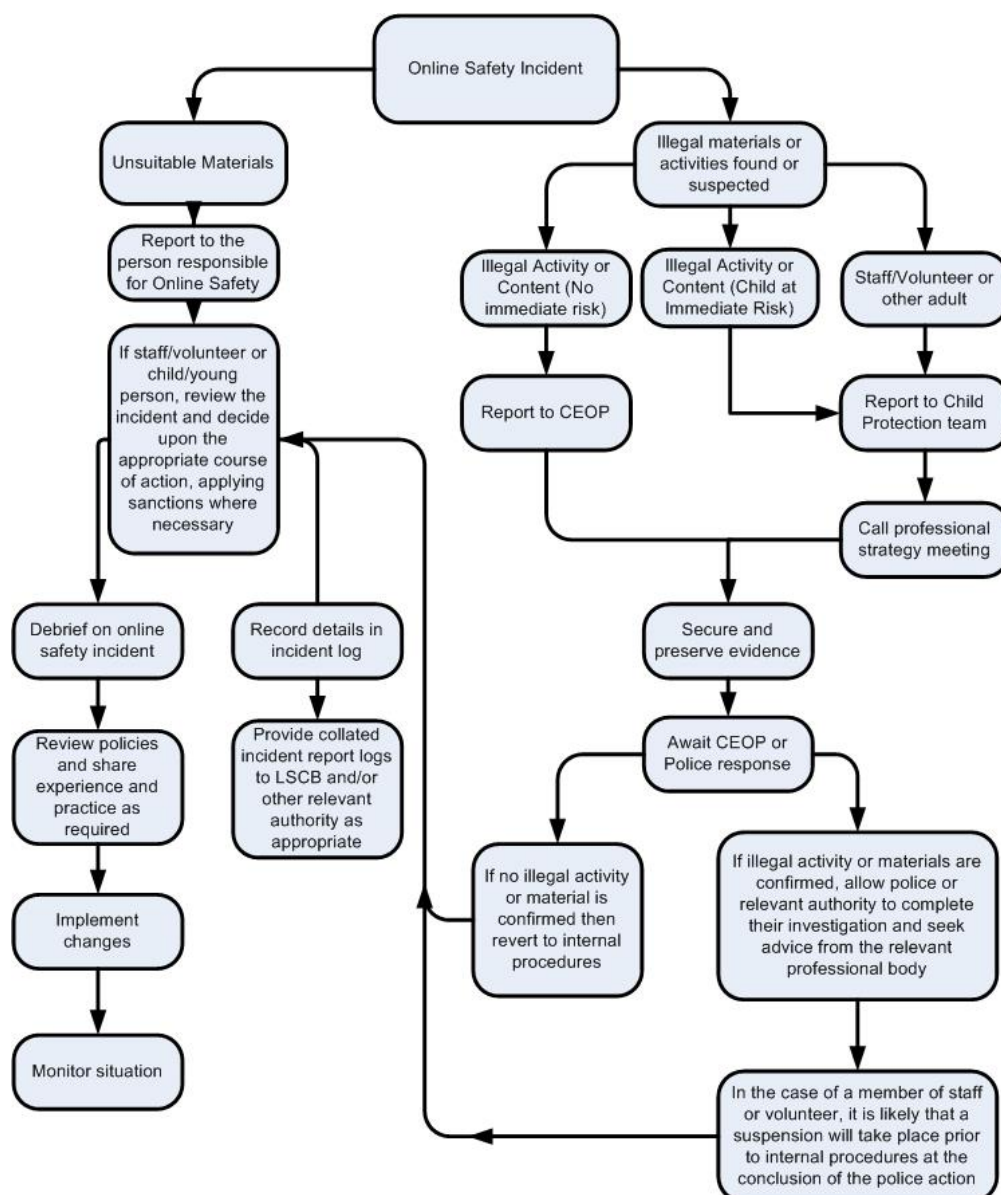 Online Safety Incident
Unsuitable Materials
Illegal materials or
activities found or
suspected
Report to the
person responsible
for Online Safety
Illegal Activity or
Content (No
immediate risk)
Illegal Activity or
Content (Child at
Immediate Risk)
Staff/Volunteer or
other adult
If staff/volunteer or
child/young
person, review the
incident and decide
upon the
appropriate course
of action, applying
sanctions where
necessary
Report to CEOP
Report to Child
Protection team
Call professional
strategy meeting
Debrief on online
safety incident
Record details in
incident log
Secure and
preserve evidence
Review policies
and share
experience and
practice as
required
Provide collated
incident report logs
to LSCB and/or
other relevant
authority as
appropriate
Await CEOP or
Police response
If no illegal activity
or material is
confirmed then
revert to internal
procedures
If illegal activity or materials are
confirmed, allow police or
relevant authority to complete
their investigation and seek
advice from the relevant
professional body
Implement
changes
Monitor situation
In the case of a member of staff
or volunteer, it is likely that a
suspension will take place prior
to internal procedures at the
conclusion of the police action